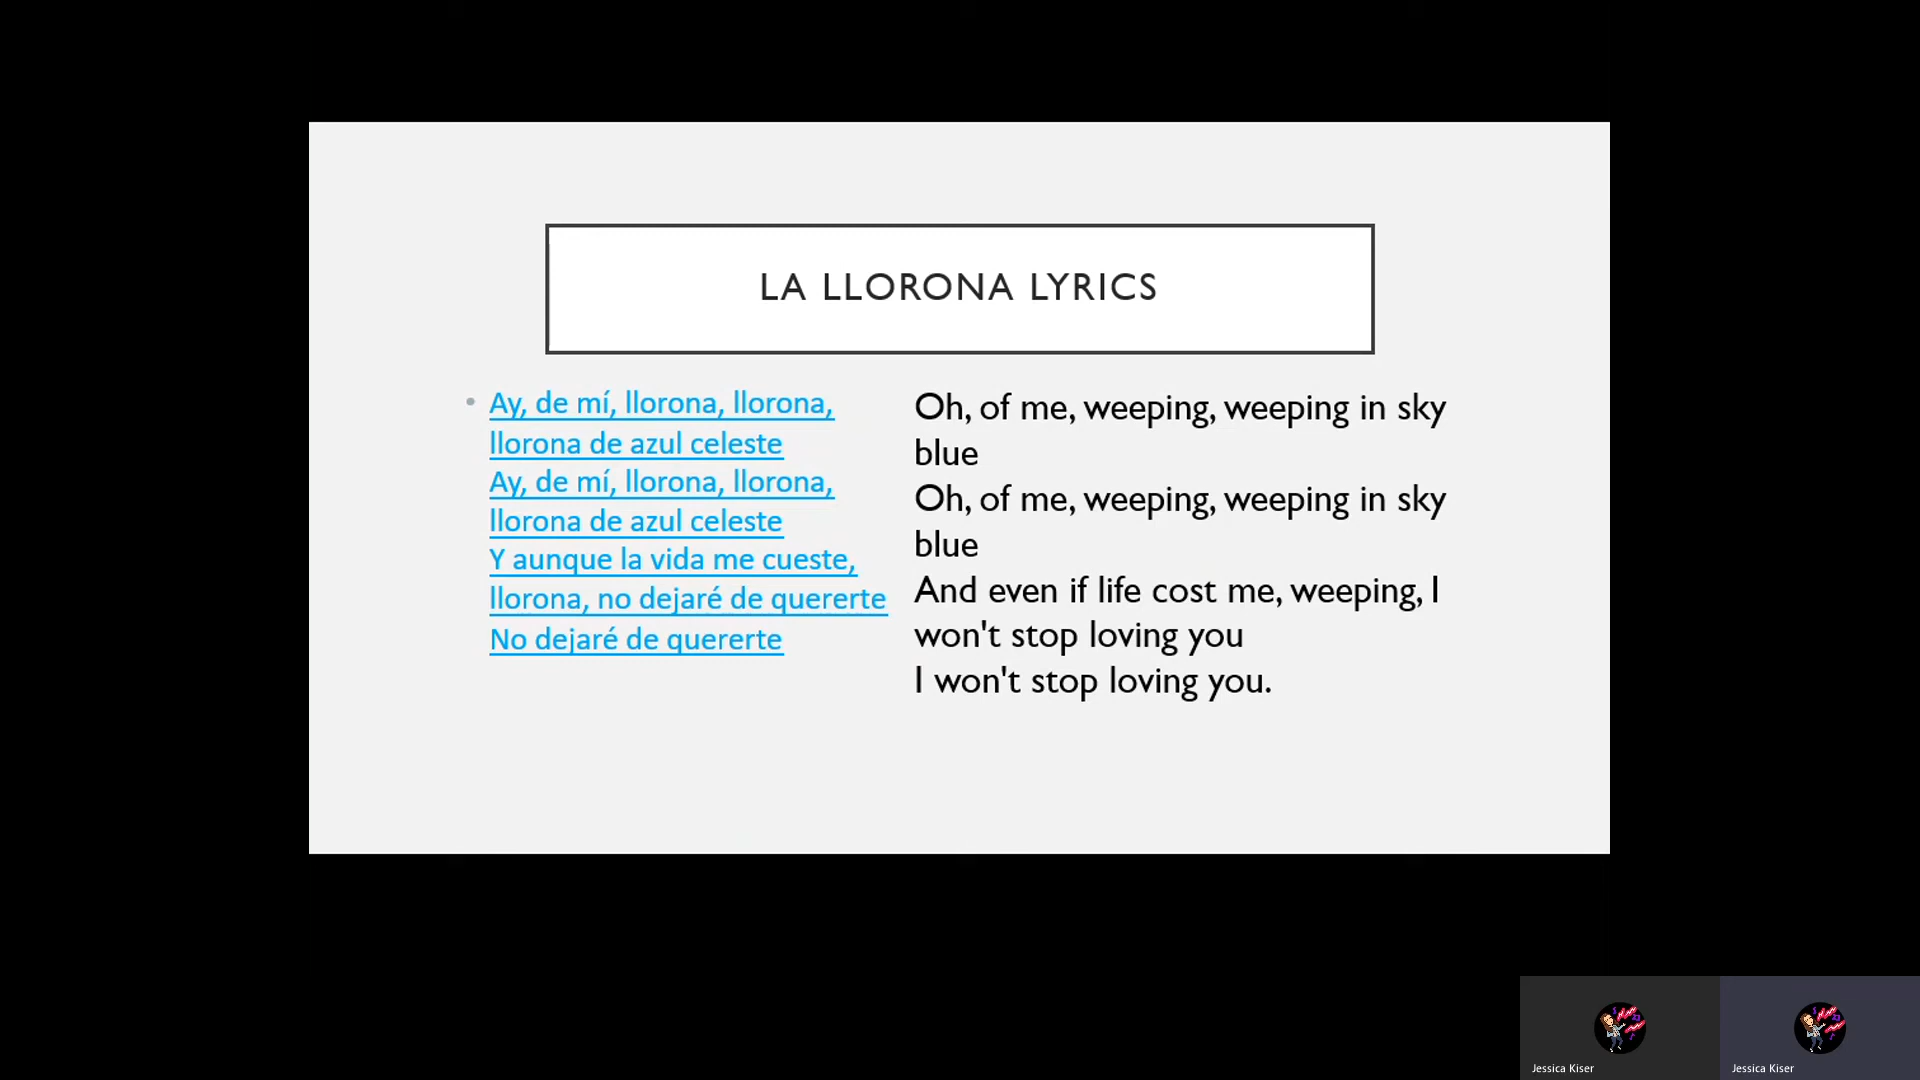 LA LLORONA LYRICS
• Ay, de mí, llorona, llorona,
llorona de azul celeste
Ay, de mí, llorona, llorona,
llorona de azul celeste
Y aunque la vida me cueste,
llorona, no dejaré de quererte
No dejaré de quererte
Oh, of me, weeping, weeping in sky
blue
Oh, of me, weeping, weeping in sky
blue
And even if life cost me, weeping, I
won't stop loving you
I won't stop loving you.
Jessica Kiser
Jessica Kiser